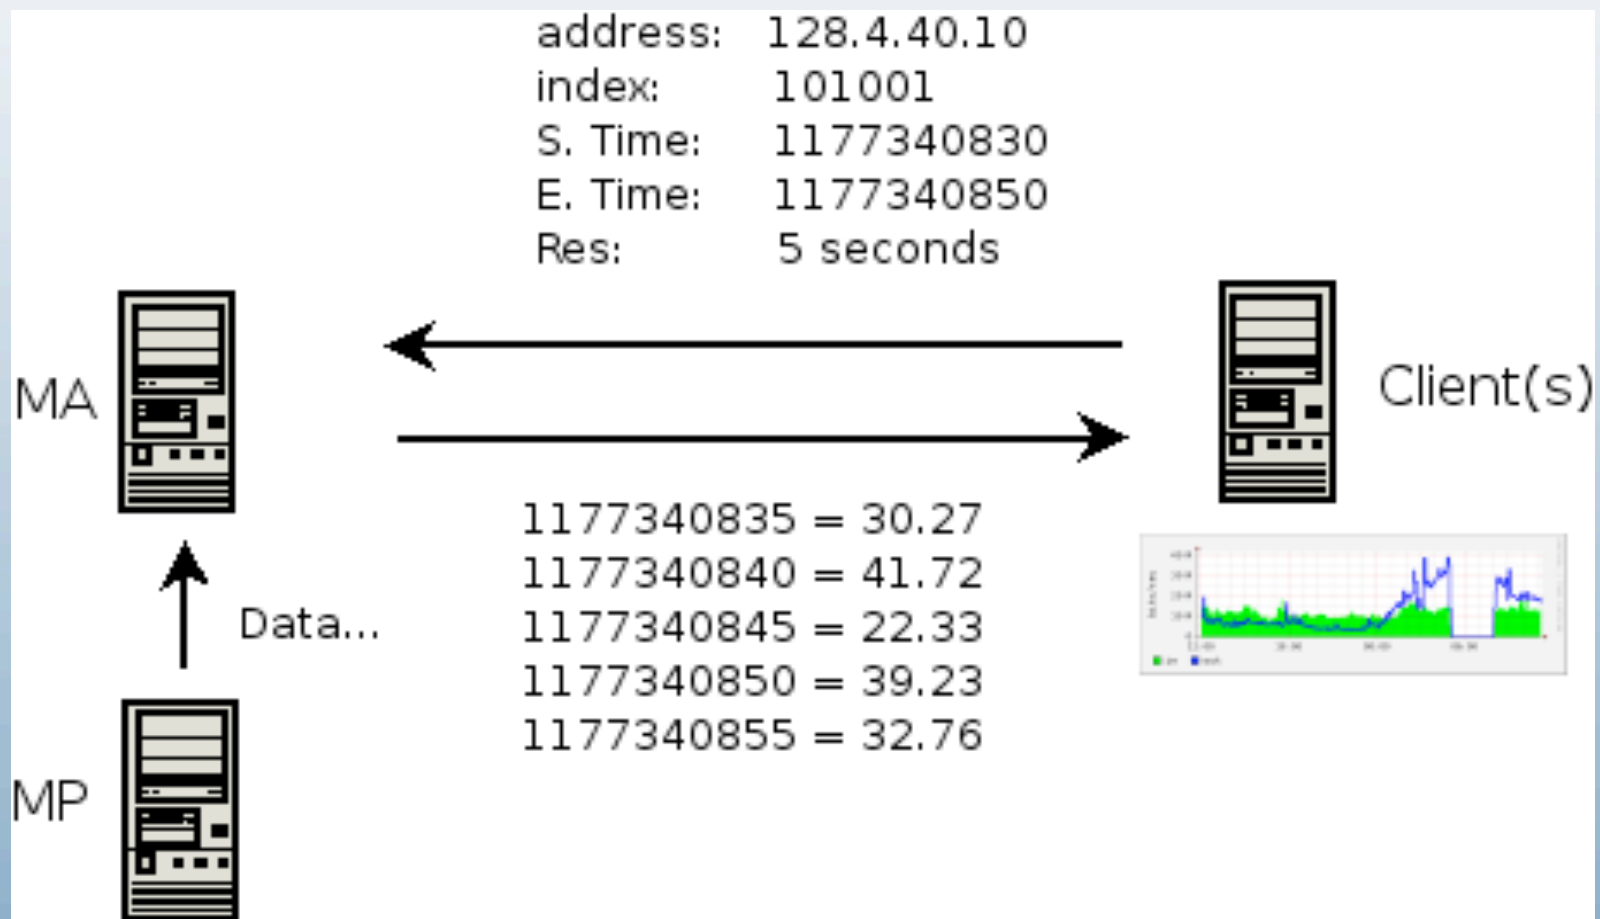 address: 128.4.40.10
index: 101001
S. Time: 1177340830
E. Time: 1177340850
Res: 5 seconds
MA
Client(s)
1177340835 = 30.27
1177340840 = 41.72
Data...
1177340845 = 22.33
1177340850 = 39.23
1177340855 = 32.76
MP